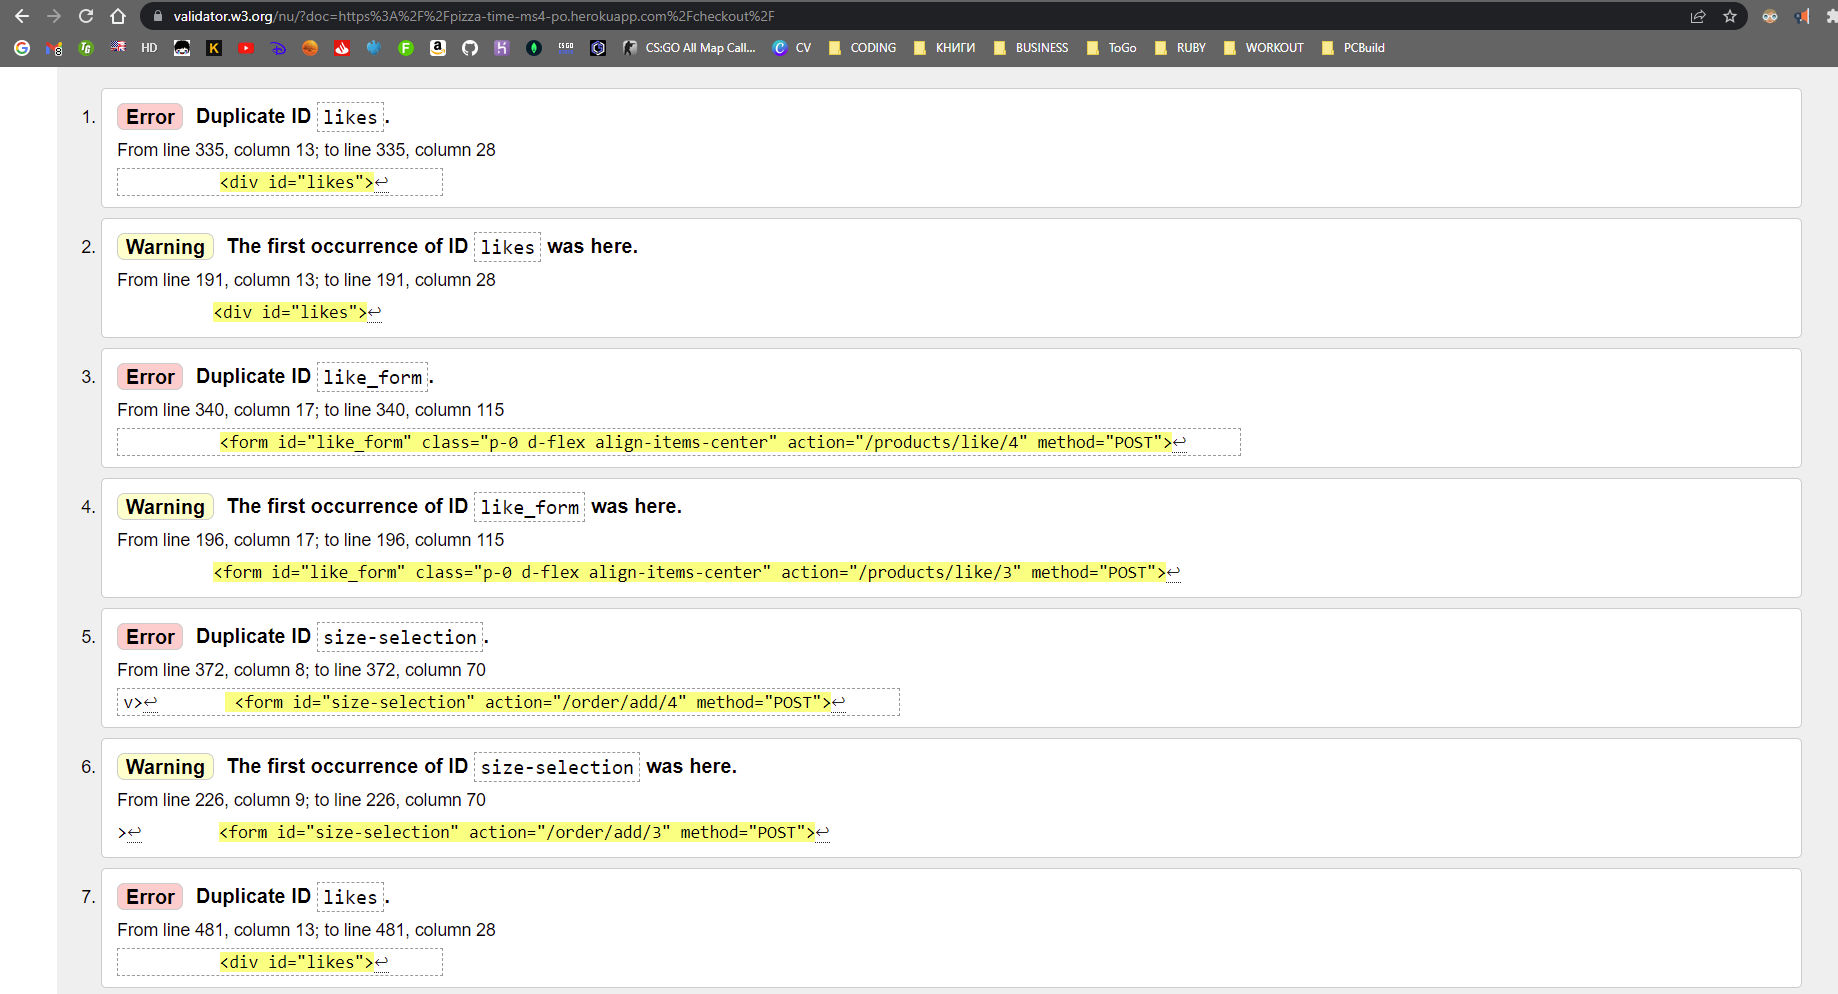 validator.w3.org/nu/?doc=https%3A%2F%2Fpizza-time-ms4-po.herokuapp.com%2Fcheckout%2F
HD CS:GO All Map Call... CV CODING КНИГИ BUSINESS ToGo RUBY WORKOUT PCBuild
1. Error Duplicate ID likes.
From line 335, column 13; to line 335, column 28
<div id="likes">↩
2. Warning The first occurrence of ID likes was here.
From line 191, column 13; to line 191, column 28
<div id="likes">↩
3. Error Duplicate ID like_form.
From line 340, column 17; to line 340, column 115
<form id="like_form" class="p-0 d-flex align-items-center" action="/products/like/4" method="POST">↩
4. Warning The first occurrence of ID like_form was here.
From line 196, column 17; to line 196, column 115
<form id="like_form" class="p-0 d-flex align-items-center" action="/products/like/3" method="POST">↩
5. Error Duplicate ID size-selection.
From line 372, column 8; to line 372, column 70
v>↩ <form id="size-selection" action="/order/add/4" method="POST">↩
6. Warning The first occurrence of ID size-selection was here.
From line 226, column 9; to line 226, column 70
>↩ <form id="size-selection" action="/order/add/3" method="POST">↩
7. Error Duplicate ID likes.
From line 481, column 13; to line 481, column 28
<div id="likes">↩